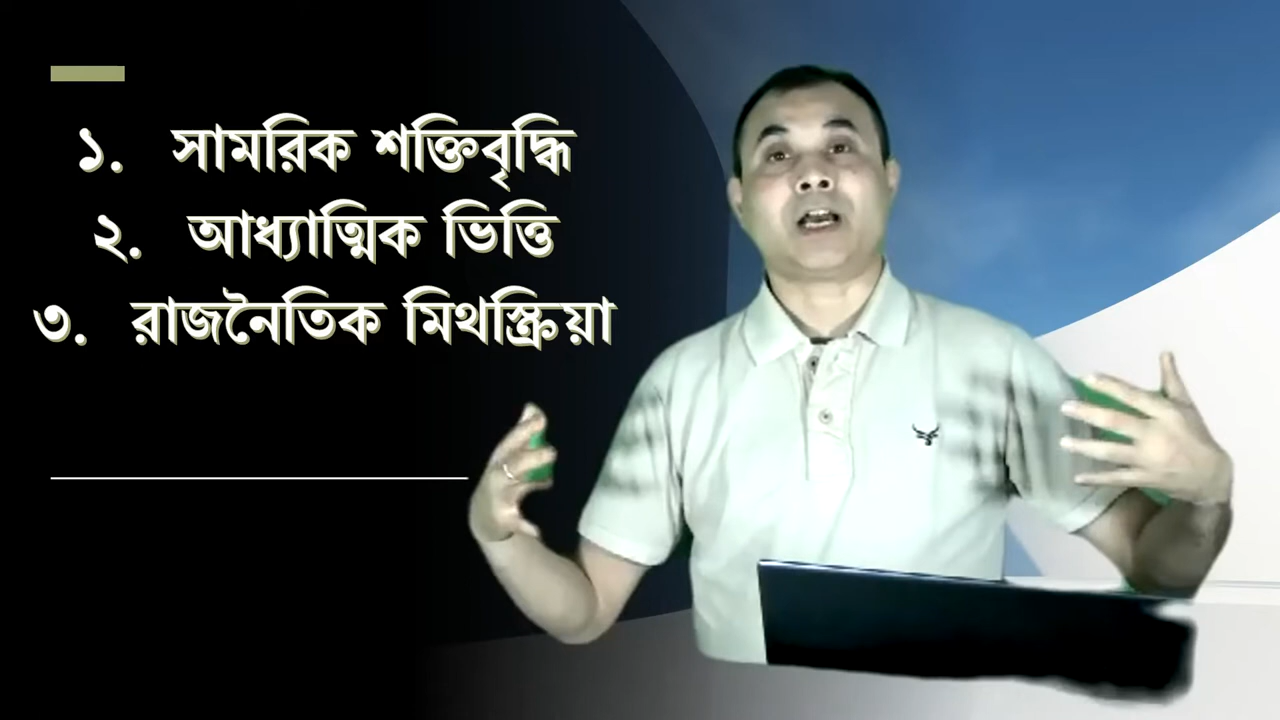 ১. সামরিক শক্তিবৃদ্ধি
২. আধ্যাত্মিক ভিত্তি
৩. রাজনৈতিক মিথস্ক্রিয়া